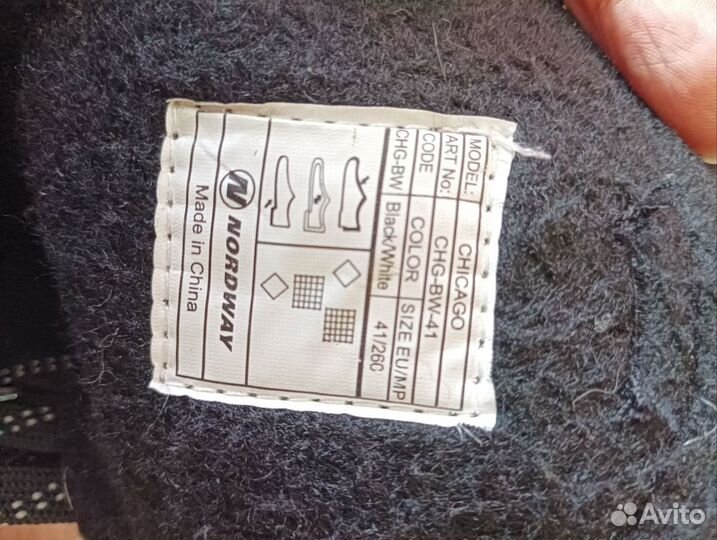 MODEL: CHICAGO
ART No: CHG-BW-41
CODE COLOR SIZE EU/MP
CHG-BW Black/White 41/260
NORDWAY
Made in China
Avito